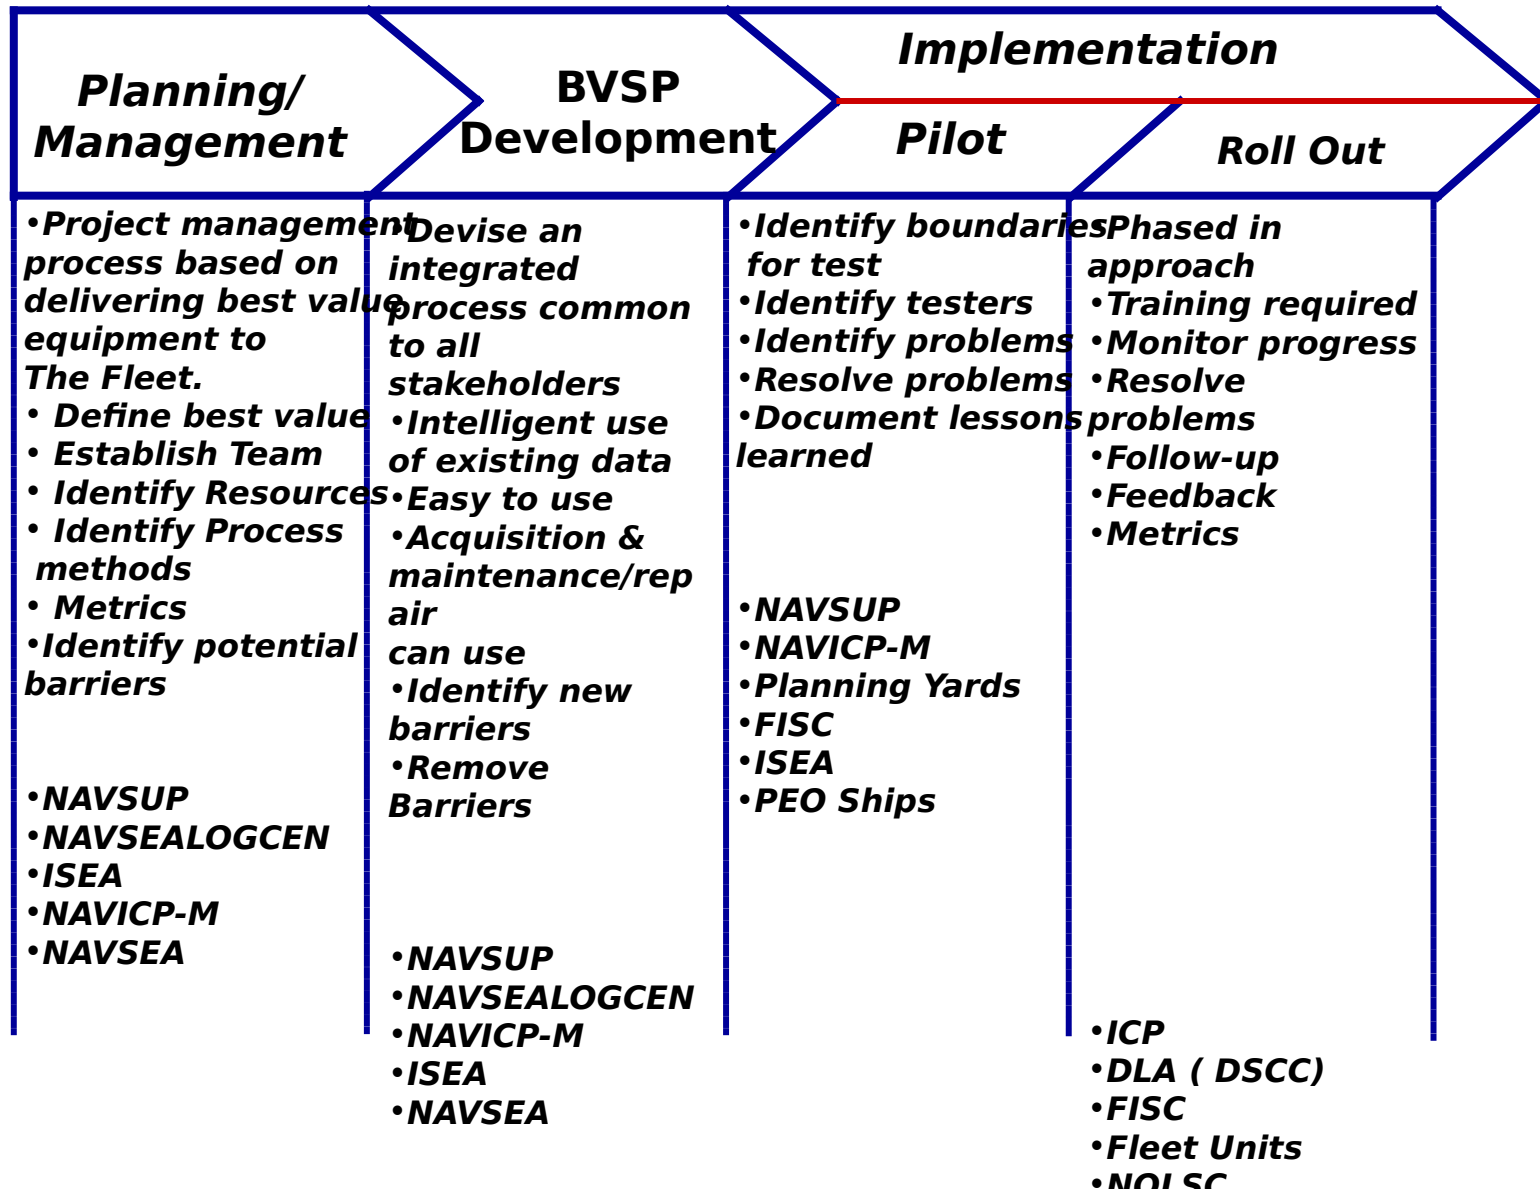 Planning/
Management
BVSP
Development
Implementation
Pilot
Roll Out
•Project management
process based on
delivering best value
equipment to
The Fleet.
• Define best value
• Establish Team
• Identify Resources
• Identify Process
methods
• Metrics
•Identify potential
barriers
•NAVSUP
•NAVSEALOGCEN
•ISEA
•NAVICP-M
•NAVSEA
•Devise an
integrated
process common
to all
stakeholders
•Intelligent use
of existing data
•Easy to use
•Acquisition &
maintenance/rep
air
can use
•Identify new
barriers
•Remove
Barriers
•NAVSUP
•NAVSEALOGCEN
•NAVICP-M
•ISEA
•NAVSEA
•Identify boundaries
for test
•Identify testers
•Identify problems
•Resolve problems
•Document lessons
learned
•NAVSUP
•NAVICP-M
•Planning Yards
•FISC
•ISEA
•PEO Ships
•Phased in
approach
•Training required
•Monitor progress
•Resolve
problems
•Follow-up
•Feedback
•Metrics
•ICP
•DLA ( DSCC)
•FISC
•Fleet Units
•NOLSC